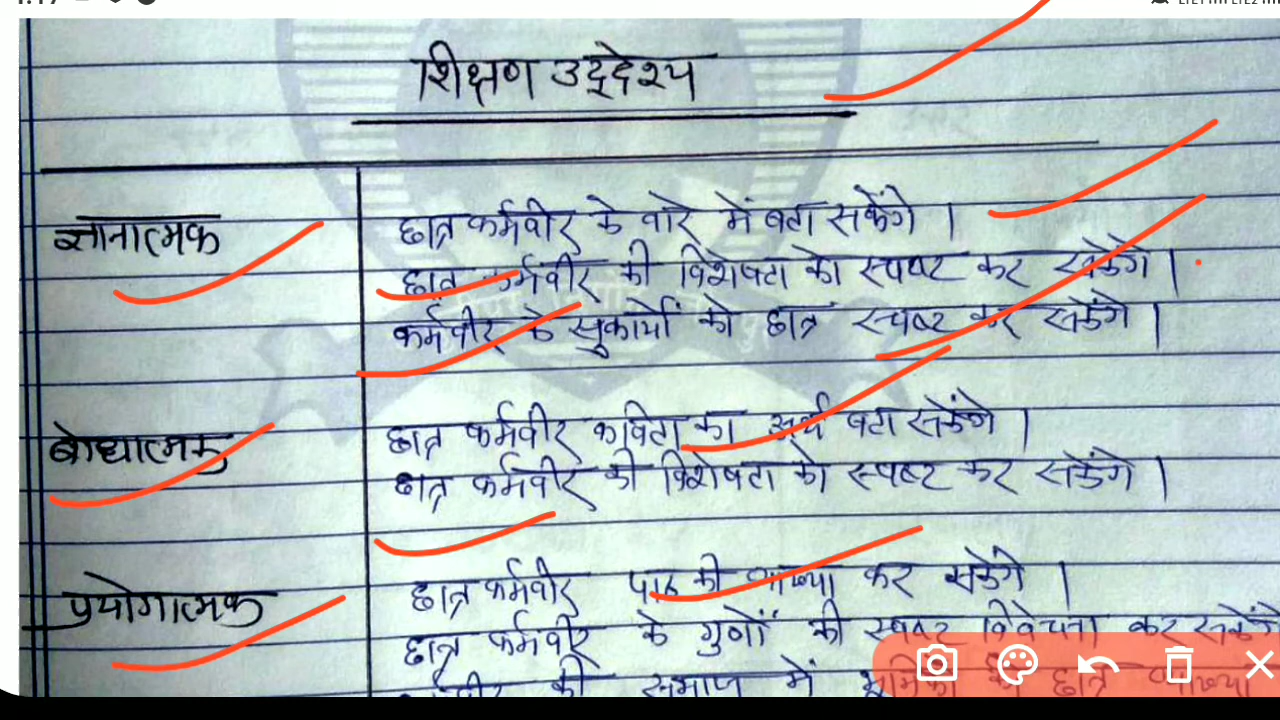 शिक्षण उद्देश्य
ज्ञानात्मक
छात्र कर्मवीर के बारे में बता सकेंगे ।
छात्र कर्मवीर की विशेषता को स्पष्ट कर सकेंगे ।
कर्मवीर के सुकार्यों को छात्र स्पष्ट कर सकेंगे ।
बोधात्मक
छात्र कर्मवीर कविता का अर्थ बता सकेंगे ।
छात्र कर्मवीर की विशेषता को स्पष्ट कर सकेंगे ।
प्रयोगात्मक
छात्र कर्मवीर पाठ की व्याख्या कर सकेंगे ।
छात्र कर्मवीर के गुणों की स्पष्ट विवेचना कर सकेंगे
की समाज में भूमिका की छात्र व्याख्या